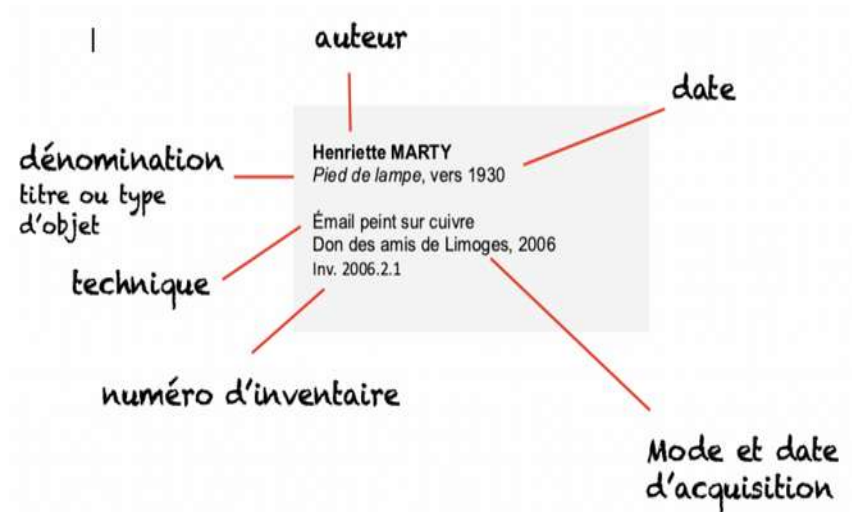 auteur
date
dénomination
titre ou type
d'objet
Henriette MARTY
Pied de lampe, vers 1930
Émail peint sur cuivre
Don des amis de Limoges, 2006
Inv. 2006.2.1
technique
numéro d'inventaire
Mode et date
d'acquisition